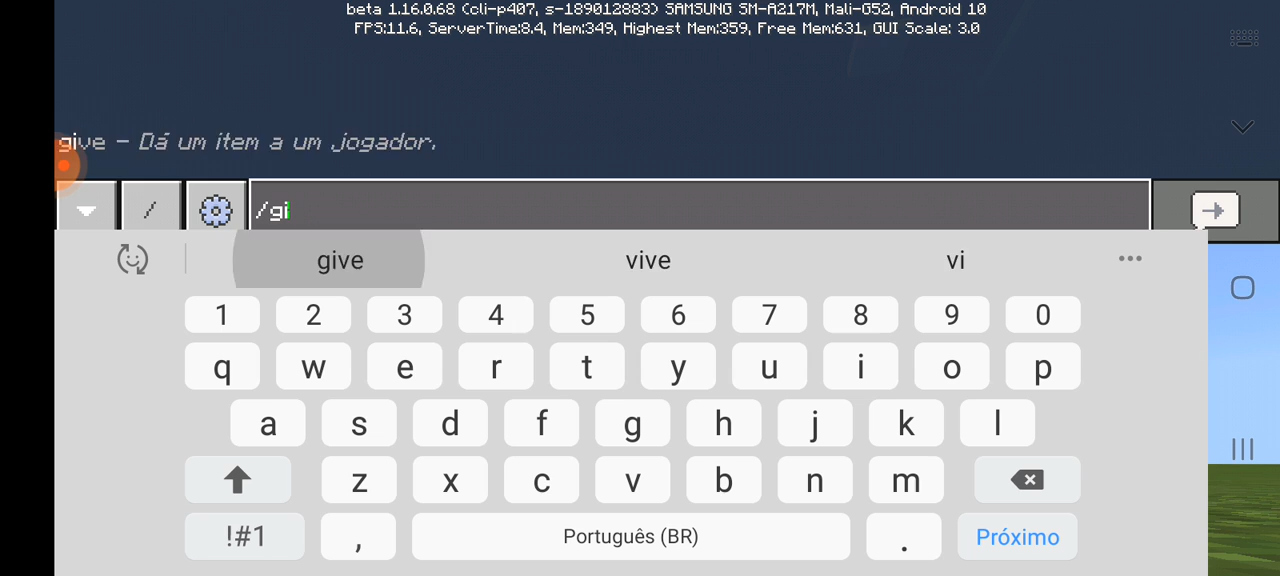 beta 1.16.0.68 (cli-p407, s-189012883) SAMSUNG SM-A217M, Mali-G52, Android 10
FPS:11.6, ServerTime:8.4, Mem:349, Highest Mem:359, Free Mem:631, GUI Scale: 3.0
give - Dá um item a um jogador.
/ /gi
give vive vi
1 2 3 4 5 6 7 8 9 0
q w e r t y u i o p
a s d f g h j k l
z x c v b n m
!#1 , Português (BR) . Próximo